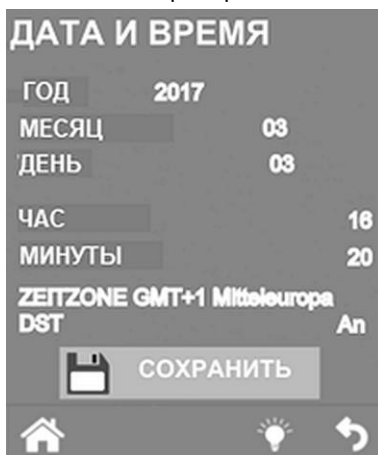 ДАТА И ВРЕМЯ
ГОД 2017
МЕСЯЦ 03
ДЕНЬ 03
ЧАС 16
МИНУТЫ 20
ZEITZONE GMT+1 Mitteleuropa
DST An
СОХРАНИТЬ